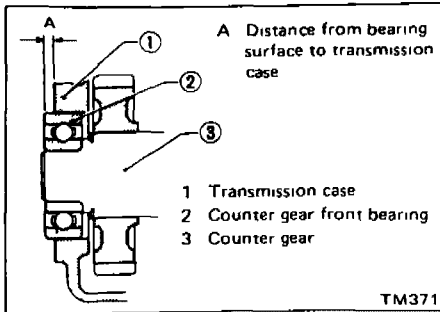 A
A Distance from bearing
surface to transmission
case
1
2
3
1 Transmission case
2 Counter gear front bearing
3 Counter gear
TM371